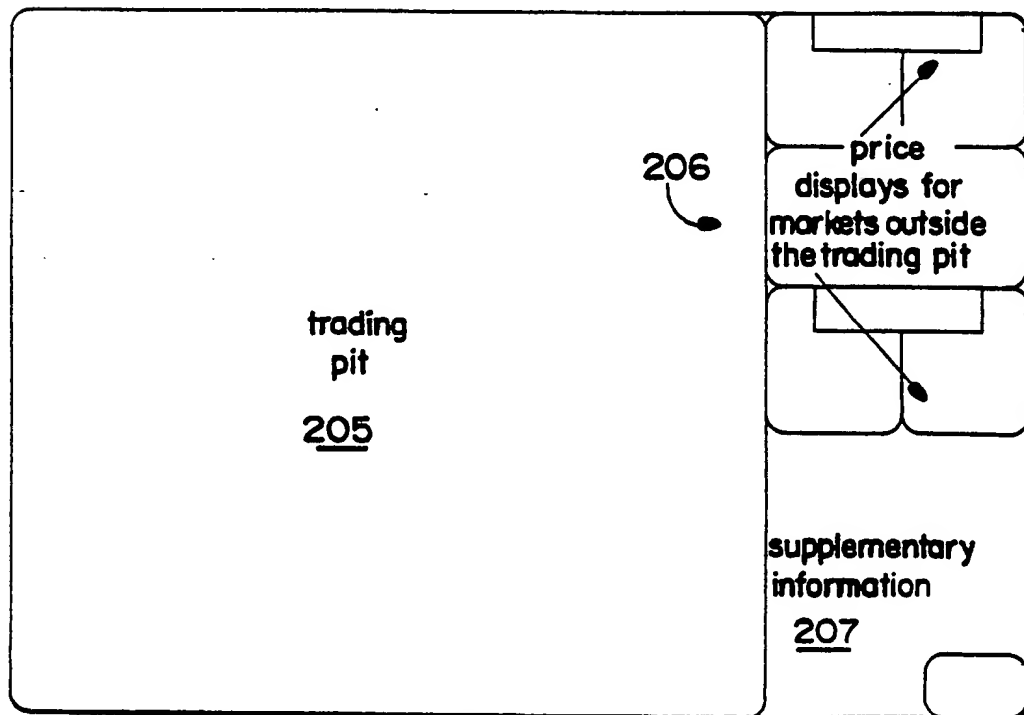 206
trading
pit
205
price
displays for
markets outside
the trading pit
supplementary
information
207